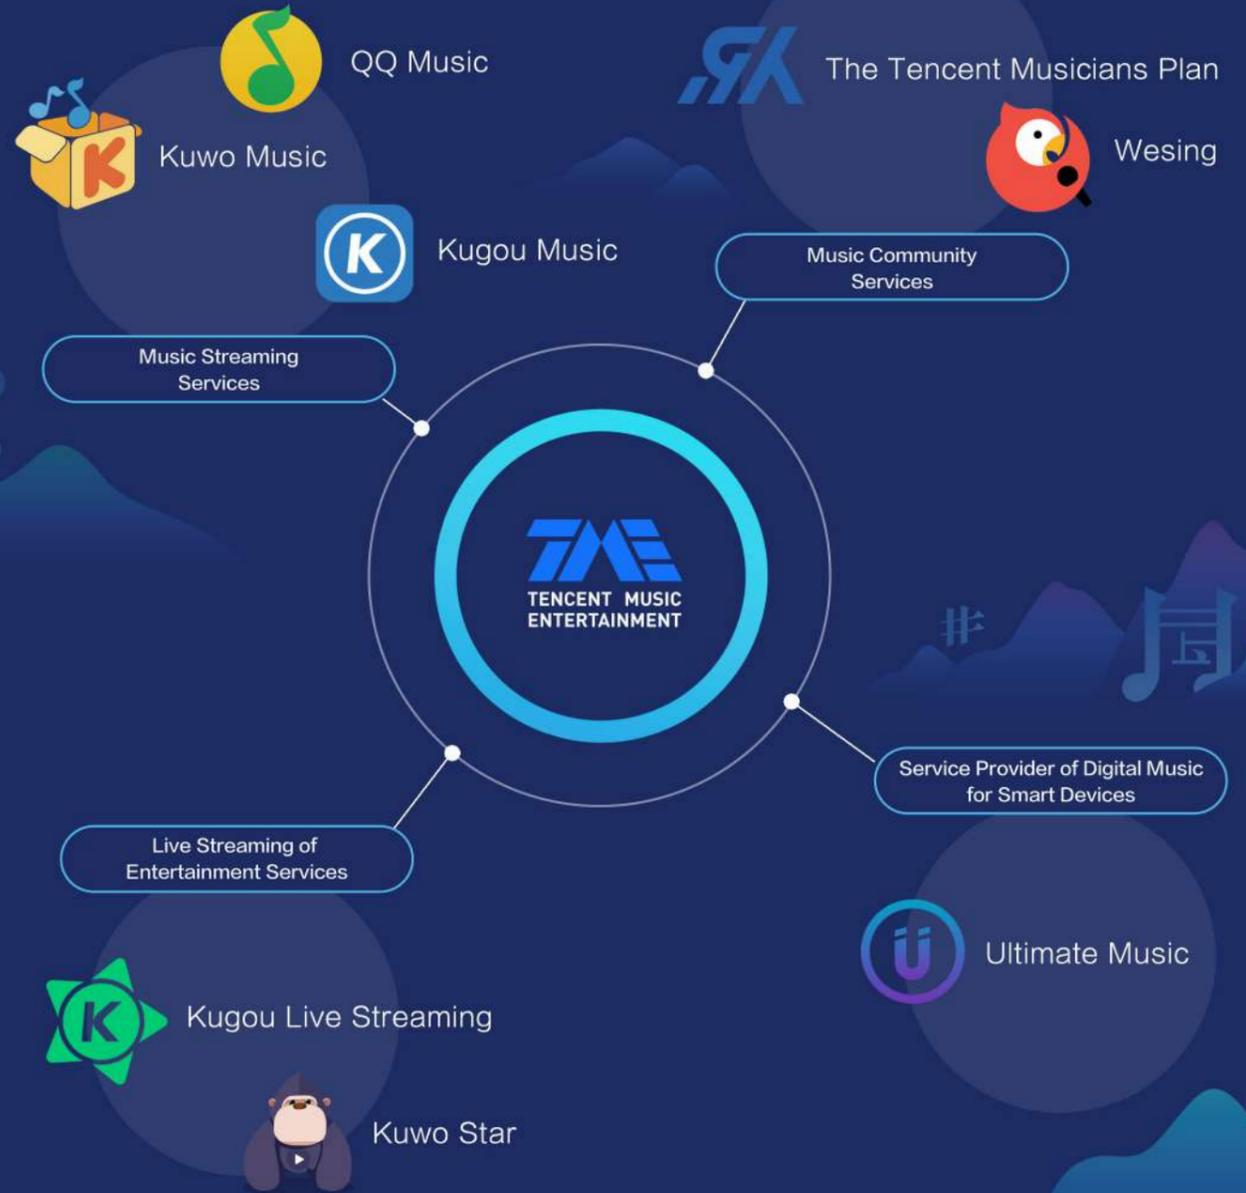 QQ Music
Kuwo Music
Kugou Music
Music Streaming
Services
The Tencent Musicians Plan
Wesing
Music Community
Services
TME
TENCENT MUSIC
ENTERTAINMENT
Service Provider of Digital Music
for Smart Devices
Ultimate Music
Live Streaming of
Entertainment Services
Kugou Live Streaming
Kuwo Star
K
K
K
Ü